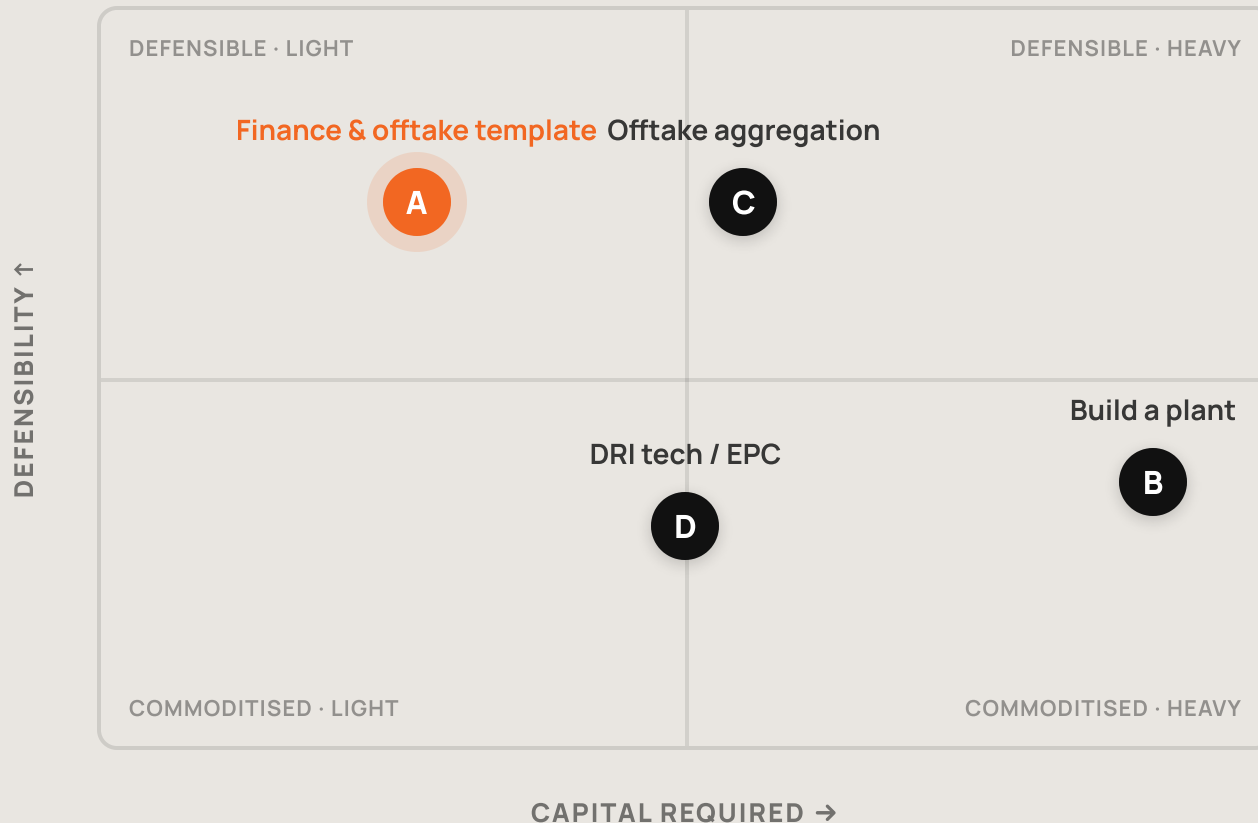 DEFENSIBLE · LIGHT
DEFENSIBLE · HEAVY
Finance & offtake template
Offtake aggregation
A
C
DEFENSIBILITY ↑
Build a plant
DRI tech / EPC
B
D
COMMODITISED · LIGHT
COMMODITISED · HEAVY
CAPITAL REQUIRED →